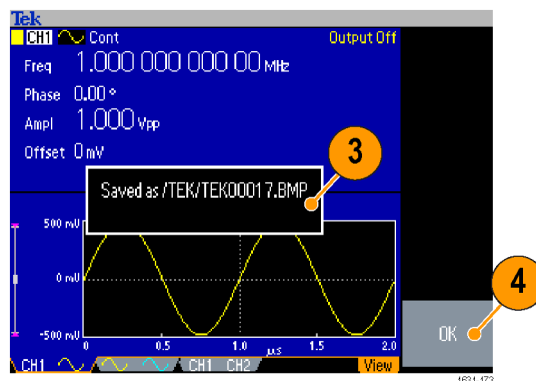 Tek
CH1 Cont Output Off
Freq 1.000 000 000 00 MHz
Phase 0.00 °
Ampl 1.000 Vpp
Offset 0 mV
3
Saved as /TEK/TEK00017.BMP
500 mV
0 mV
-500 mV
0 0.5 1.0 µs 1.5 2.0
4
OK
CH1 CH1 CH2 View
1631-173